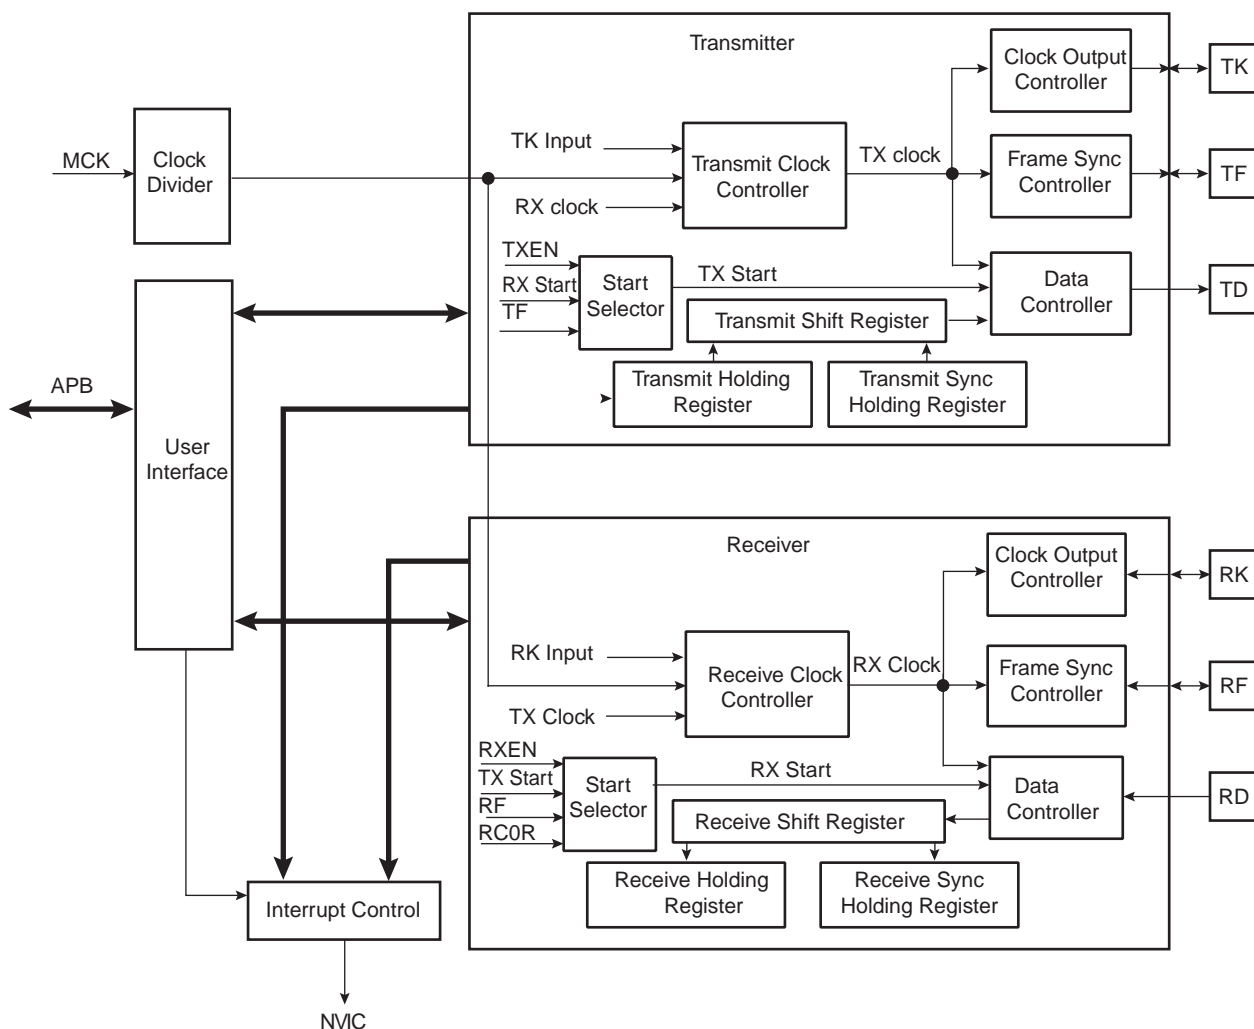 Transmitter
Clock Output
Controller
TK
MCK
Clock
Divider
TK Input
Transmit Clock
Controller
RX clock
TX clock
Frame Sync
Controller
TF
TXEN
RX Start
TF
Start
Selector
TX Start
Data
Controller
TD
Transmit Shift Register
Transmit Holding
Register
Transmit Sync
Holding Register
APB
User
Interface
Receiver
Clock Output
Controller
RK
RK Input
Receive Clock
Controller
TX Clock
RX Clock
Frame Sync
Controller
RF
RXEN
TX Start
RF
RC0R
Start
Selector
RX Start
Data
Controller
RD
Receive Shift Register
Receive Holding
Register
Receive Sync
Holding Register
Interrupt Control
NVIC